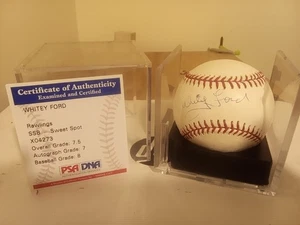 Certificate of Authenticity
Examined and Certified
WHITEY FORD
Rawlings
SSB - Sweet Spot
X04273
Overall Grade: 7.5
Autograph Grade: 7
Baseball Grade: 8
PSA DNA
Whitey Ford